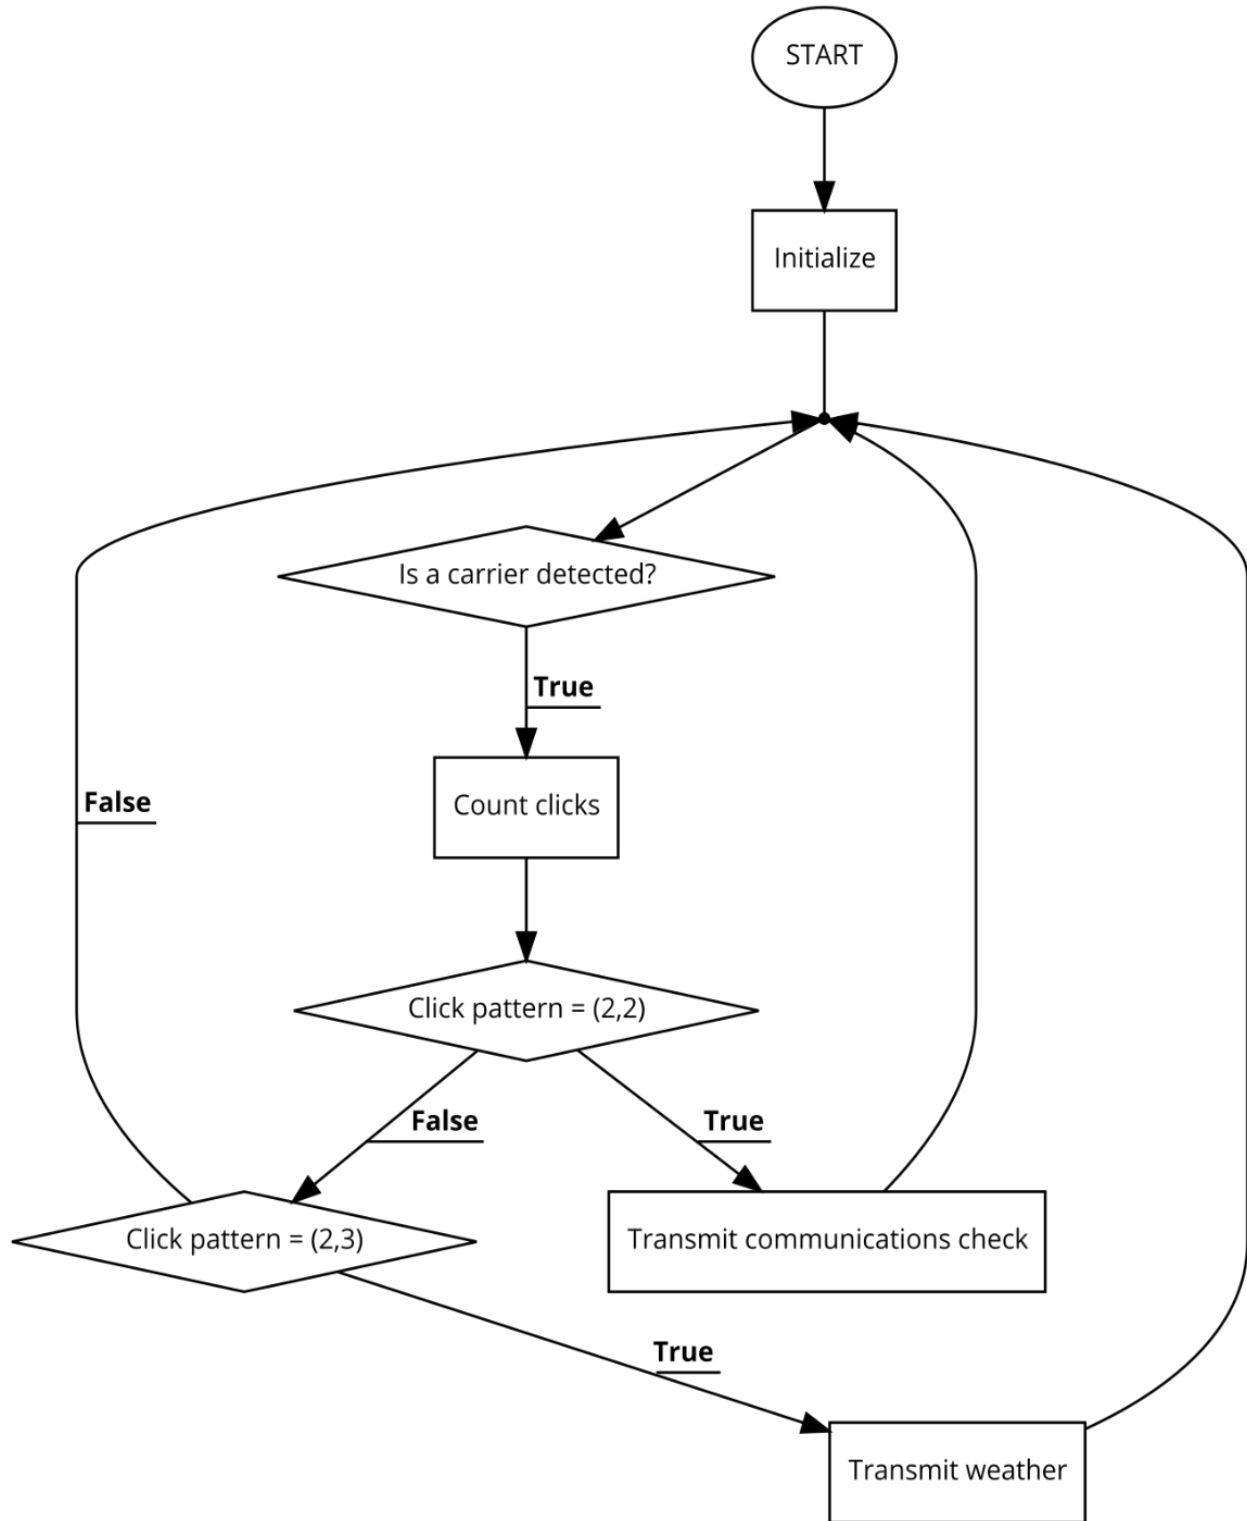 START
Initialize
Is a carrier detected?
True
False
Count clicks
Click pattern = (2,2)
False
True
Click pattern = (2,3)
Transmit communications check
True
Transmit weather